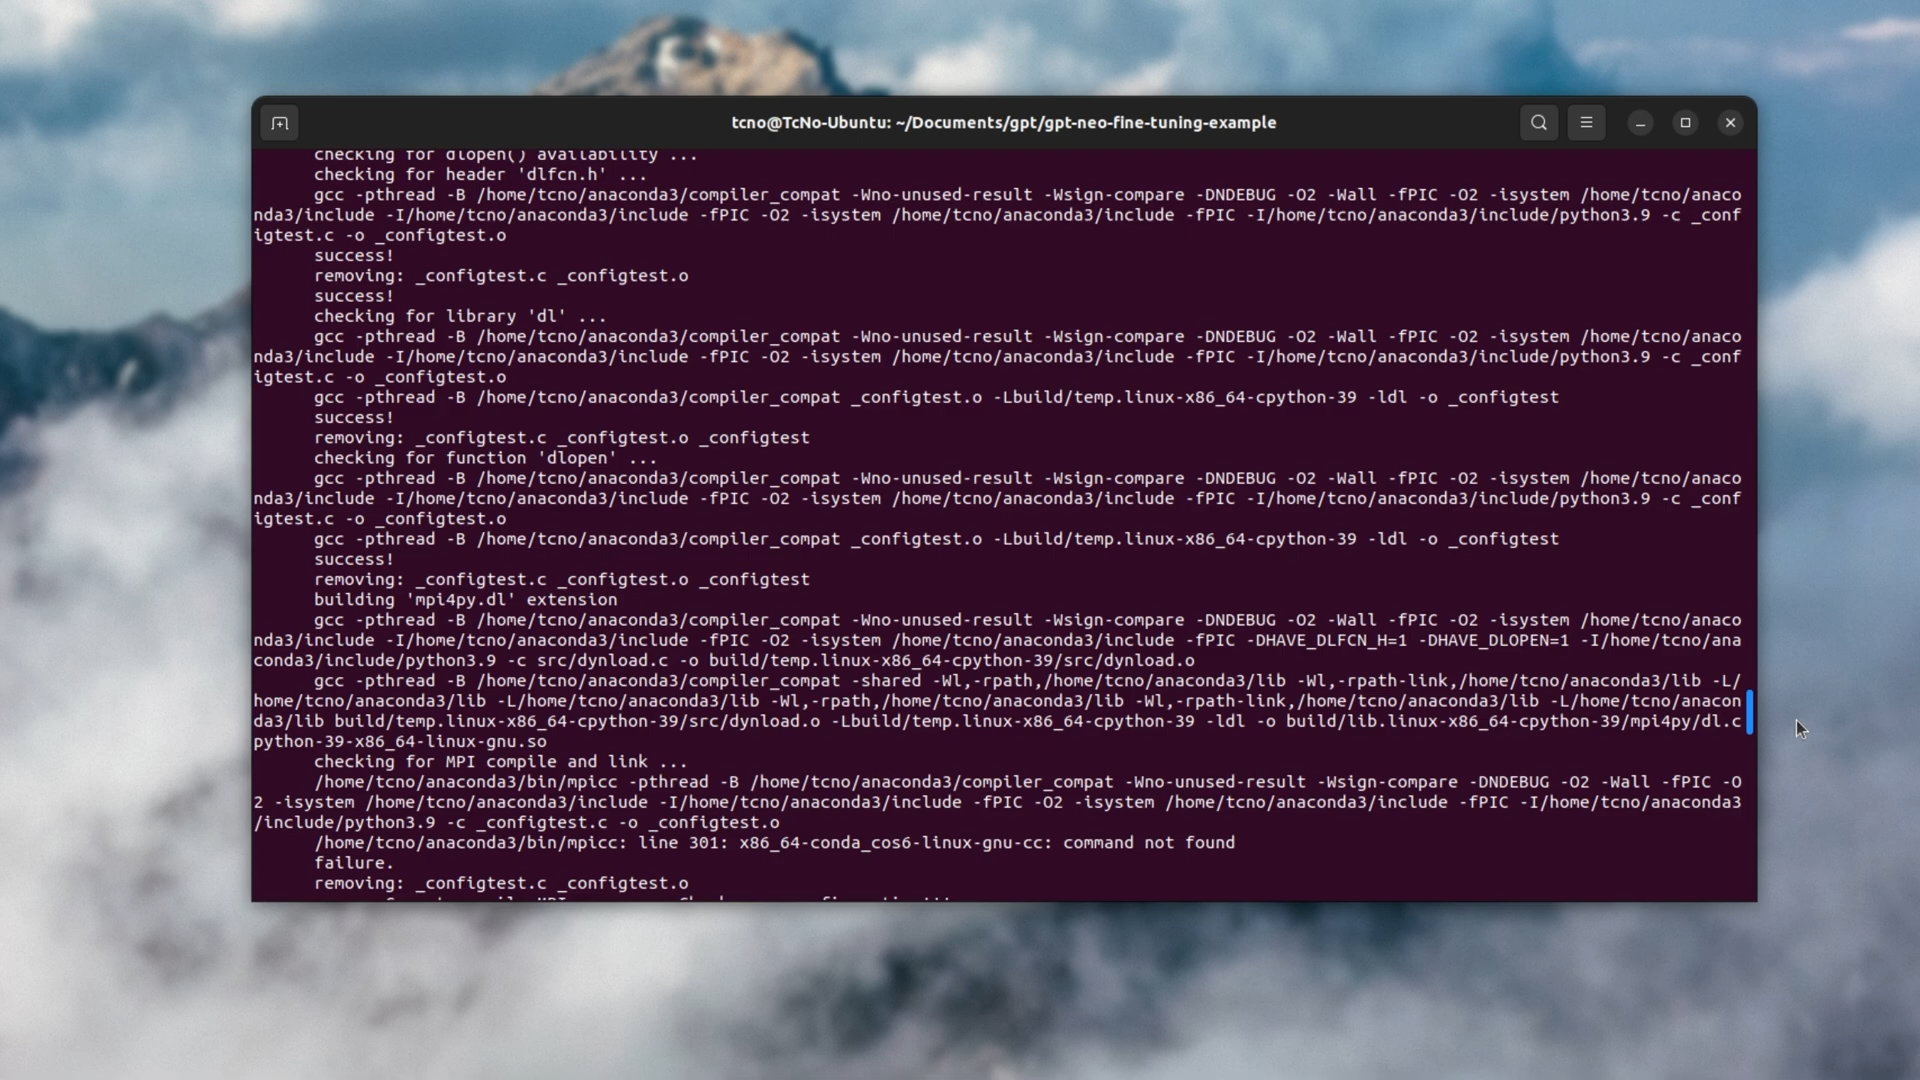 tcno@TcNo-Ubuntu: ~/Documents/gpt/gpt-neo-fine-tuning-example
checking for dlopen() availability ...
checking for header 'dlfcn.h' ...
gcc -pthread -B /home/tcno/anaconda3/compiler_compat -Wno-unused-result -Wsign-compare -DNDEBUG -O2 -Wall -fPIC -O2 -isystem /home/tcno/anaco
nda3/include -I/home/tcno/anaconda3/include -fPIC -O2 -isystem /home/tcno/anaconda3/include -fPIC -I/home/tcno/anaconda3/include/python3.9 -c _conf
igtest.c -o _configtest.o
success!
removing: _configtest.c _configtest.o
success!
checking for library 'dl' ...
gcc -pthread -B /home/tcno/anaconda3/compiler_compat -Wno-unused-result -Wsign-compare -DNDEBUG -O2 -Wall -fPIC -O2 -isystem /home/tcno/anaco
nda3/include -I/home/tcno/anaconda3/include -fPIC -O2 -isystem /home/tcno/anaconda3/include -fPIC -I/home/tcno/anaconda3/include/python3.9 -c _conf
igtest.c -o _configtest.o
gcc -pthread -B /home/tcno/anaconda3/compiler_compat _configtest.o -Lbuild/temp.linux-x86_64-cpython-39 -ldl -o _configtest
success!
removing: _configtest.c _configtest.o _configtest
checking for function 'dlopen' ...
gcc -pthread -B /home/tcno/anaconda3/compiler_compat -Wno-unused-result -Wsign-compare -DNDEBUG -O2 -Wall -fPIC -O2 -isystem /home/tcno/anaco
nda3/include -I/home/tcno/anaconda3/include -fPIC -O2 -isystem /home/tcno/anaconda3/include -fPIC -I/home/tcno/anaconda3/include/python3.9 -c _conf
igtest.c -o _configtest.o
gcc -pthread -B /home/tcno/anaconda3/compiler_compat _configtest.o -Lbuild/temp.linux-x86_64-cpython-39 -ldl -o _configtest
success!
removing: _configtest.c _configtest.o _configtest
building 'mpi4py.dl' extension
gcc -pthread -B /home/tcno/anaconda3/compiler_compat -Wno-unused-result -Wsign-compare -DNDEBUG -O2 -Wall -fPIC -O2 -isystem /home/tcno/anaco
nda3/include -I/home/tcno/anaconda3/include -fPIC -O2 -isystem /home/tcno/anaconda3/include -fPIC -DHAVE_DLFCN_H=1 -DHAVE_DLOPEN=1 -I/home/tcno/ana
conda3/include/python3.9 -c src/dynload.c -o build/temp.linux-x86_64-cpython-39/src/dynload.o
gcc -pthread -B /home/tcno/anaconda3/compiler_compat -shared -Wl,-rpath,/home/tcno/anaconda3/lib -Wl,-rpath-link,/home/tcno/anaconda3/lib -L/
home/tcno/anaconda3/lib -L/home/tcno/anaconda3/lib -Wl,-rpath,/home/tcno/anaconda3/lib -Wl,-rpath-link,/home/tcno/anaconda3/lib -L/home/tcno/anacon
da3/lib build/temp.linux-x86_64-cpython-39/src/dynload.o -Lbuild/temp.linux-x86_64-cpython-39 -ldl -o build/lib.linux-x86_64-cpython-39/mpi4py/dl.c
python-39-x86_64-linux-gnu.so
checking for MPI compile and link ...
/home/tcno/anaconda3/bin/mpicc -pthread -B /home/tcno/anaconda3/compiler_compat -Wno-unused-result -Wsign-compare -DNDEBUG -O2 -Wall -fPIC -O
2 -isystem /home/tcno/anaconda3/include -I/home/tcno/anaconda3/include -fPIC -O2 -isystem /home/tcno/anaconda3/include -fPIC -I/home/tcno/anaconda3
/include/python3.9 -c _configtest.c -o _configtest.o
/home/tcno/anaconda3/bin/mpicc: line 301: x86_64-conda_cos6-linux-gnu-cc: command not found
failure.
removing: _configtest.c _configtest.o